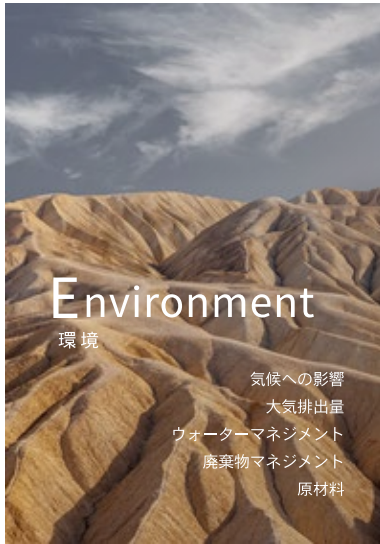 Environment
環境
気候への影響
大気排出量
ウォーターマネジメント
廃棄物マネジメント
原材料